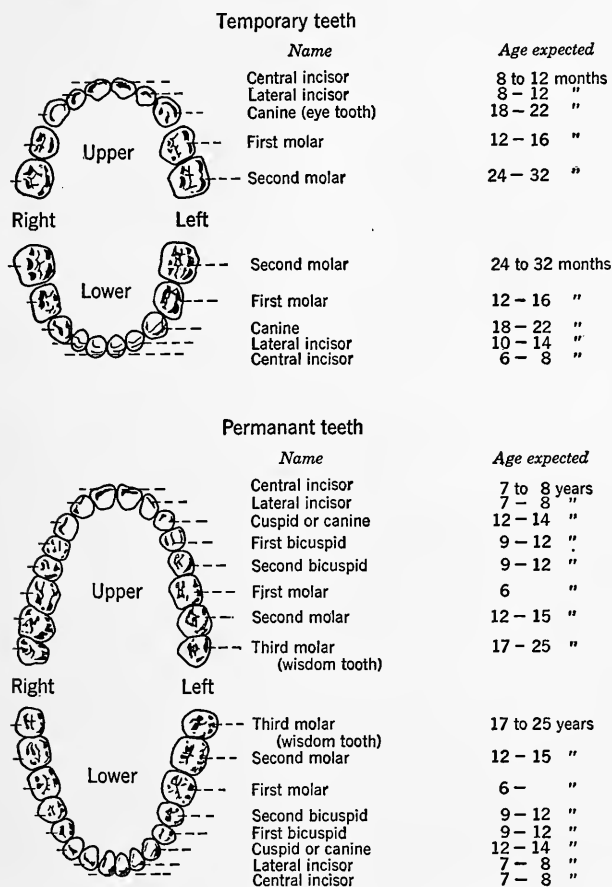 Temporary teeth
Name Age expected
Central incisor 8 to 12 months
Lateral incisor 8 – 12 "
Canine (eye tooth) 18 – 22 "
First molar 12 – 16 "
Upper
Second molar 24 – 32 "
Right Left
Second molar 24 to 32 months
Lower
First molar 12 – 16 "
Canine 18 – 22 "
Lateral incisor 10 – 14 "
Central incisor 6 – 8 "
Permanant teeth
Name Age expected
Central incisor 7 to 8 years
Lateral incisor 7 – 8 "
Cuspid or canine 12 – 14 "
First bicuspid 9 – 12 "
Second bicuspid 9 – 12 "
Upper First molar 6 "
Second molar 12 – 15 "
Third molar 17 – 25 "
(wisdom tooth)
Right Left
Third molar 17 to 25 years
(wisdom tooth)
Second molar 12 – 15 "
Lower
First molar 6 – "
Second bicuspid 9 – 12 "
First bicuspid 9 – 12 "
Cuspid or canine 12 – 14 "
Lateral incisor 7 – 8 "
Central incisor 7 – 8 "